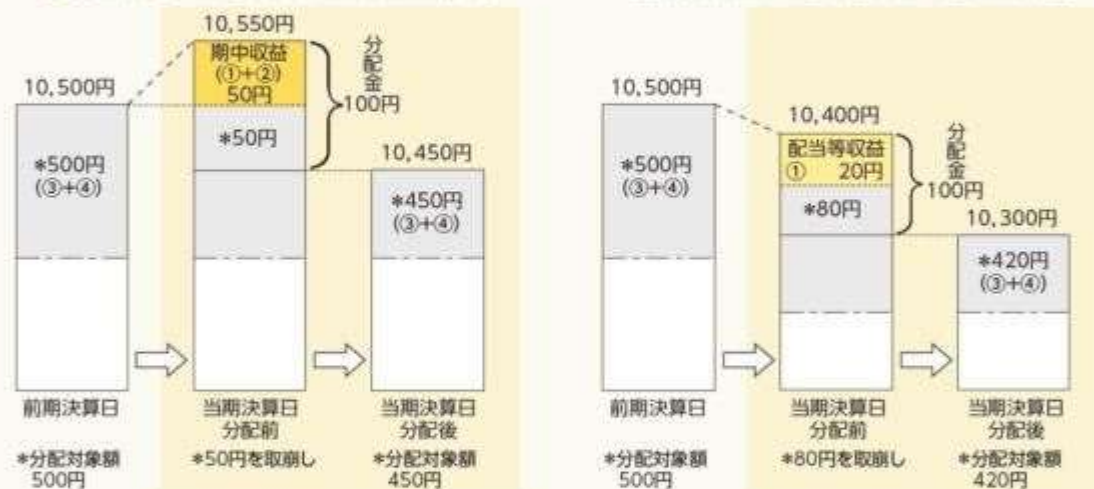 10,550円
期中収益
(①+②)
50円
分配金
100円
10,500円
*50円
10,450円
*500円
(③+④)
*450円
(③+④)
前期決算日
当期決算日
分配前
当期決算日
分配後
*分配対象額
500円
*50円を取崩し
*分配対象額
450円
10,500円
10,400円
配当等収益
① 20円
分配金
100円
*500円
(③+④)
*80円
10,300円
*420円
(③+④)
前期決算日
当期決算日
分配前
当期決算日
分配後
*分配対象額
500円
*80円を取崩し
*分配対象額
420円